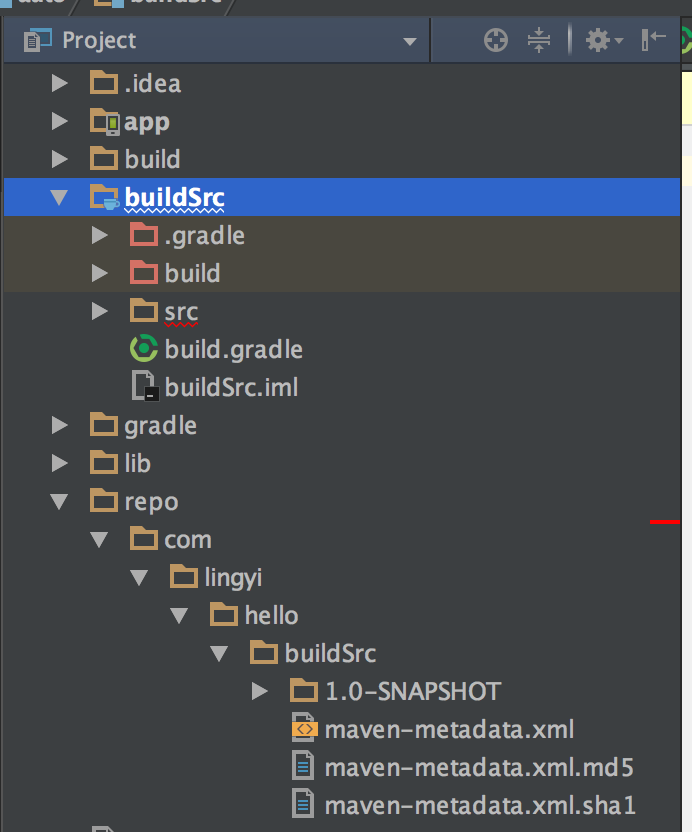 Project
.idea
app
build
buildSrc
.gradle
build
src
build.gradle
buildSrc.iml
gradle
lib
repo
com
lingyi
hello
buildSrc
1.0-SNAPSHOT
maven-metadata.xml
maven-metadata.xml.md5
maven-metadata.xml.sha1